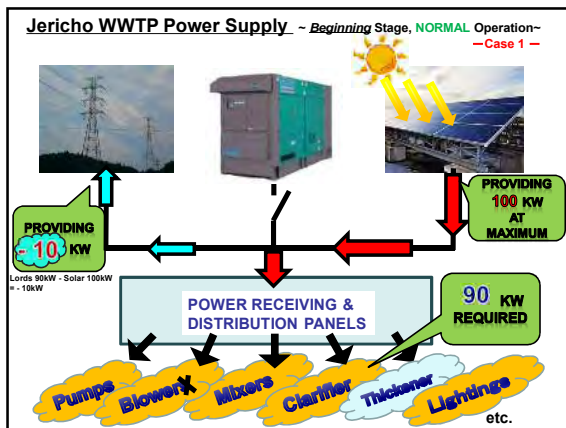 Jericho WWTP Power Supply ~ Beginning Stage, NORMAL Operation~
—Case 1 —
PROVIDING
- 10 KW
Lords 90kW - Solar 100kW
= - 10kW
PROVIDING
100 KW
AT
MAXIMUM
POWER RECEIVING &
DISTRIBUTION PANELS
90 KW
REQUIRED
Pumps
Blowers
Mixers
Clarifier
Thickener
Lightings
etc.